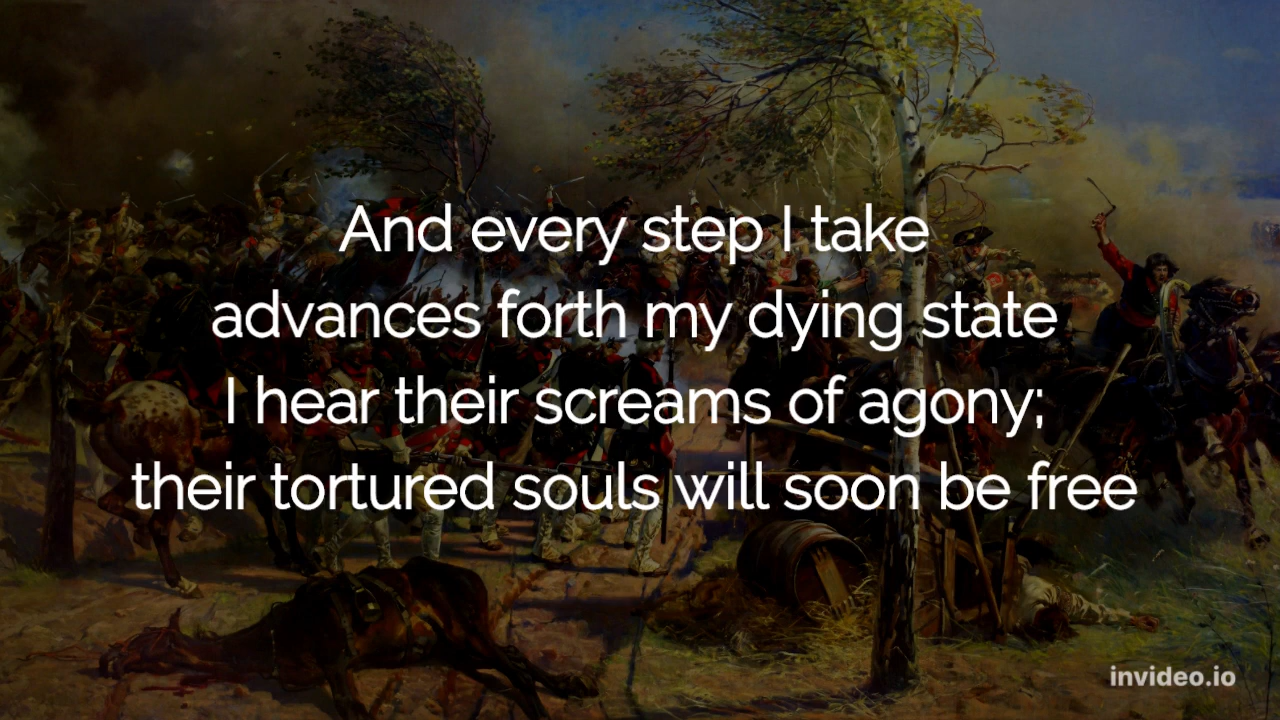 And every step I take
advances forth my dying state
I hear their screams of agony;
their tortured souls will soon be free
invideo.io